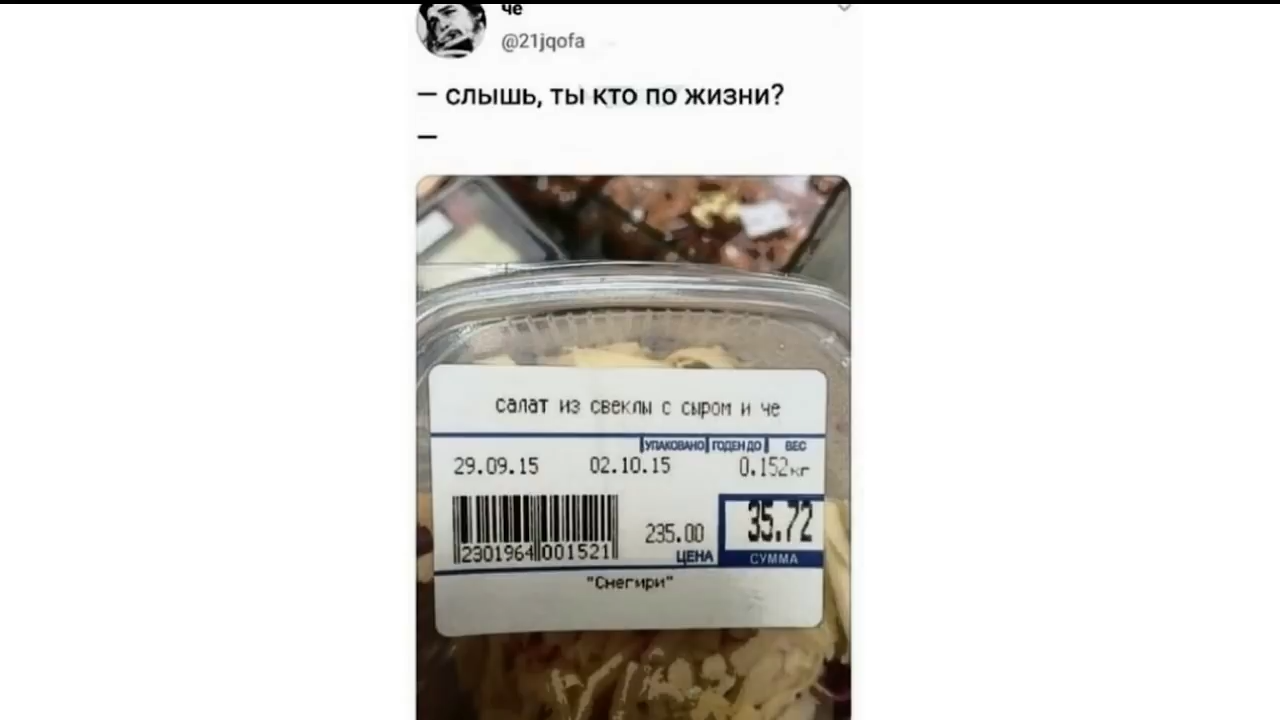 че
@21jqofa
— слышь, ты кто по жизни?
—
салат из свеклы с сыром и че
УПАКОВАНО ГОДЕН ДО ВЕС
29.09.15 02.10.15 0.152кг
35.72
235.00
2301964 001521 ЦЕНА СУММА
"Снегири"